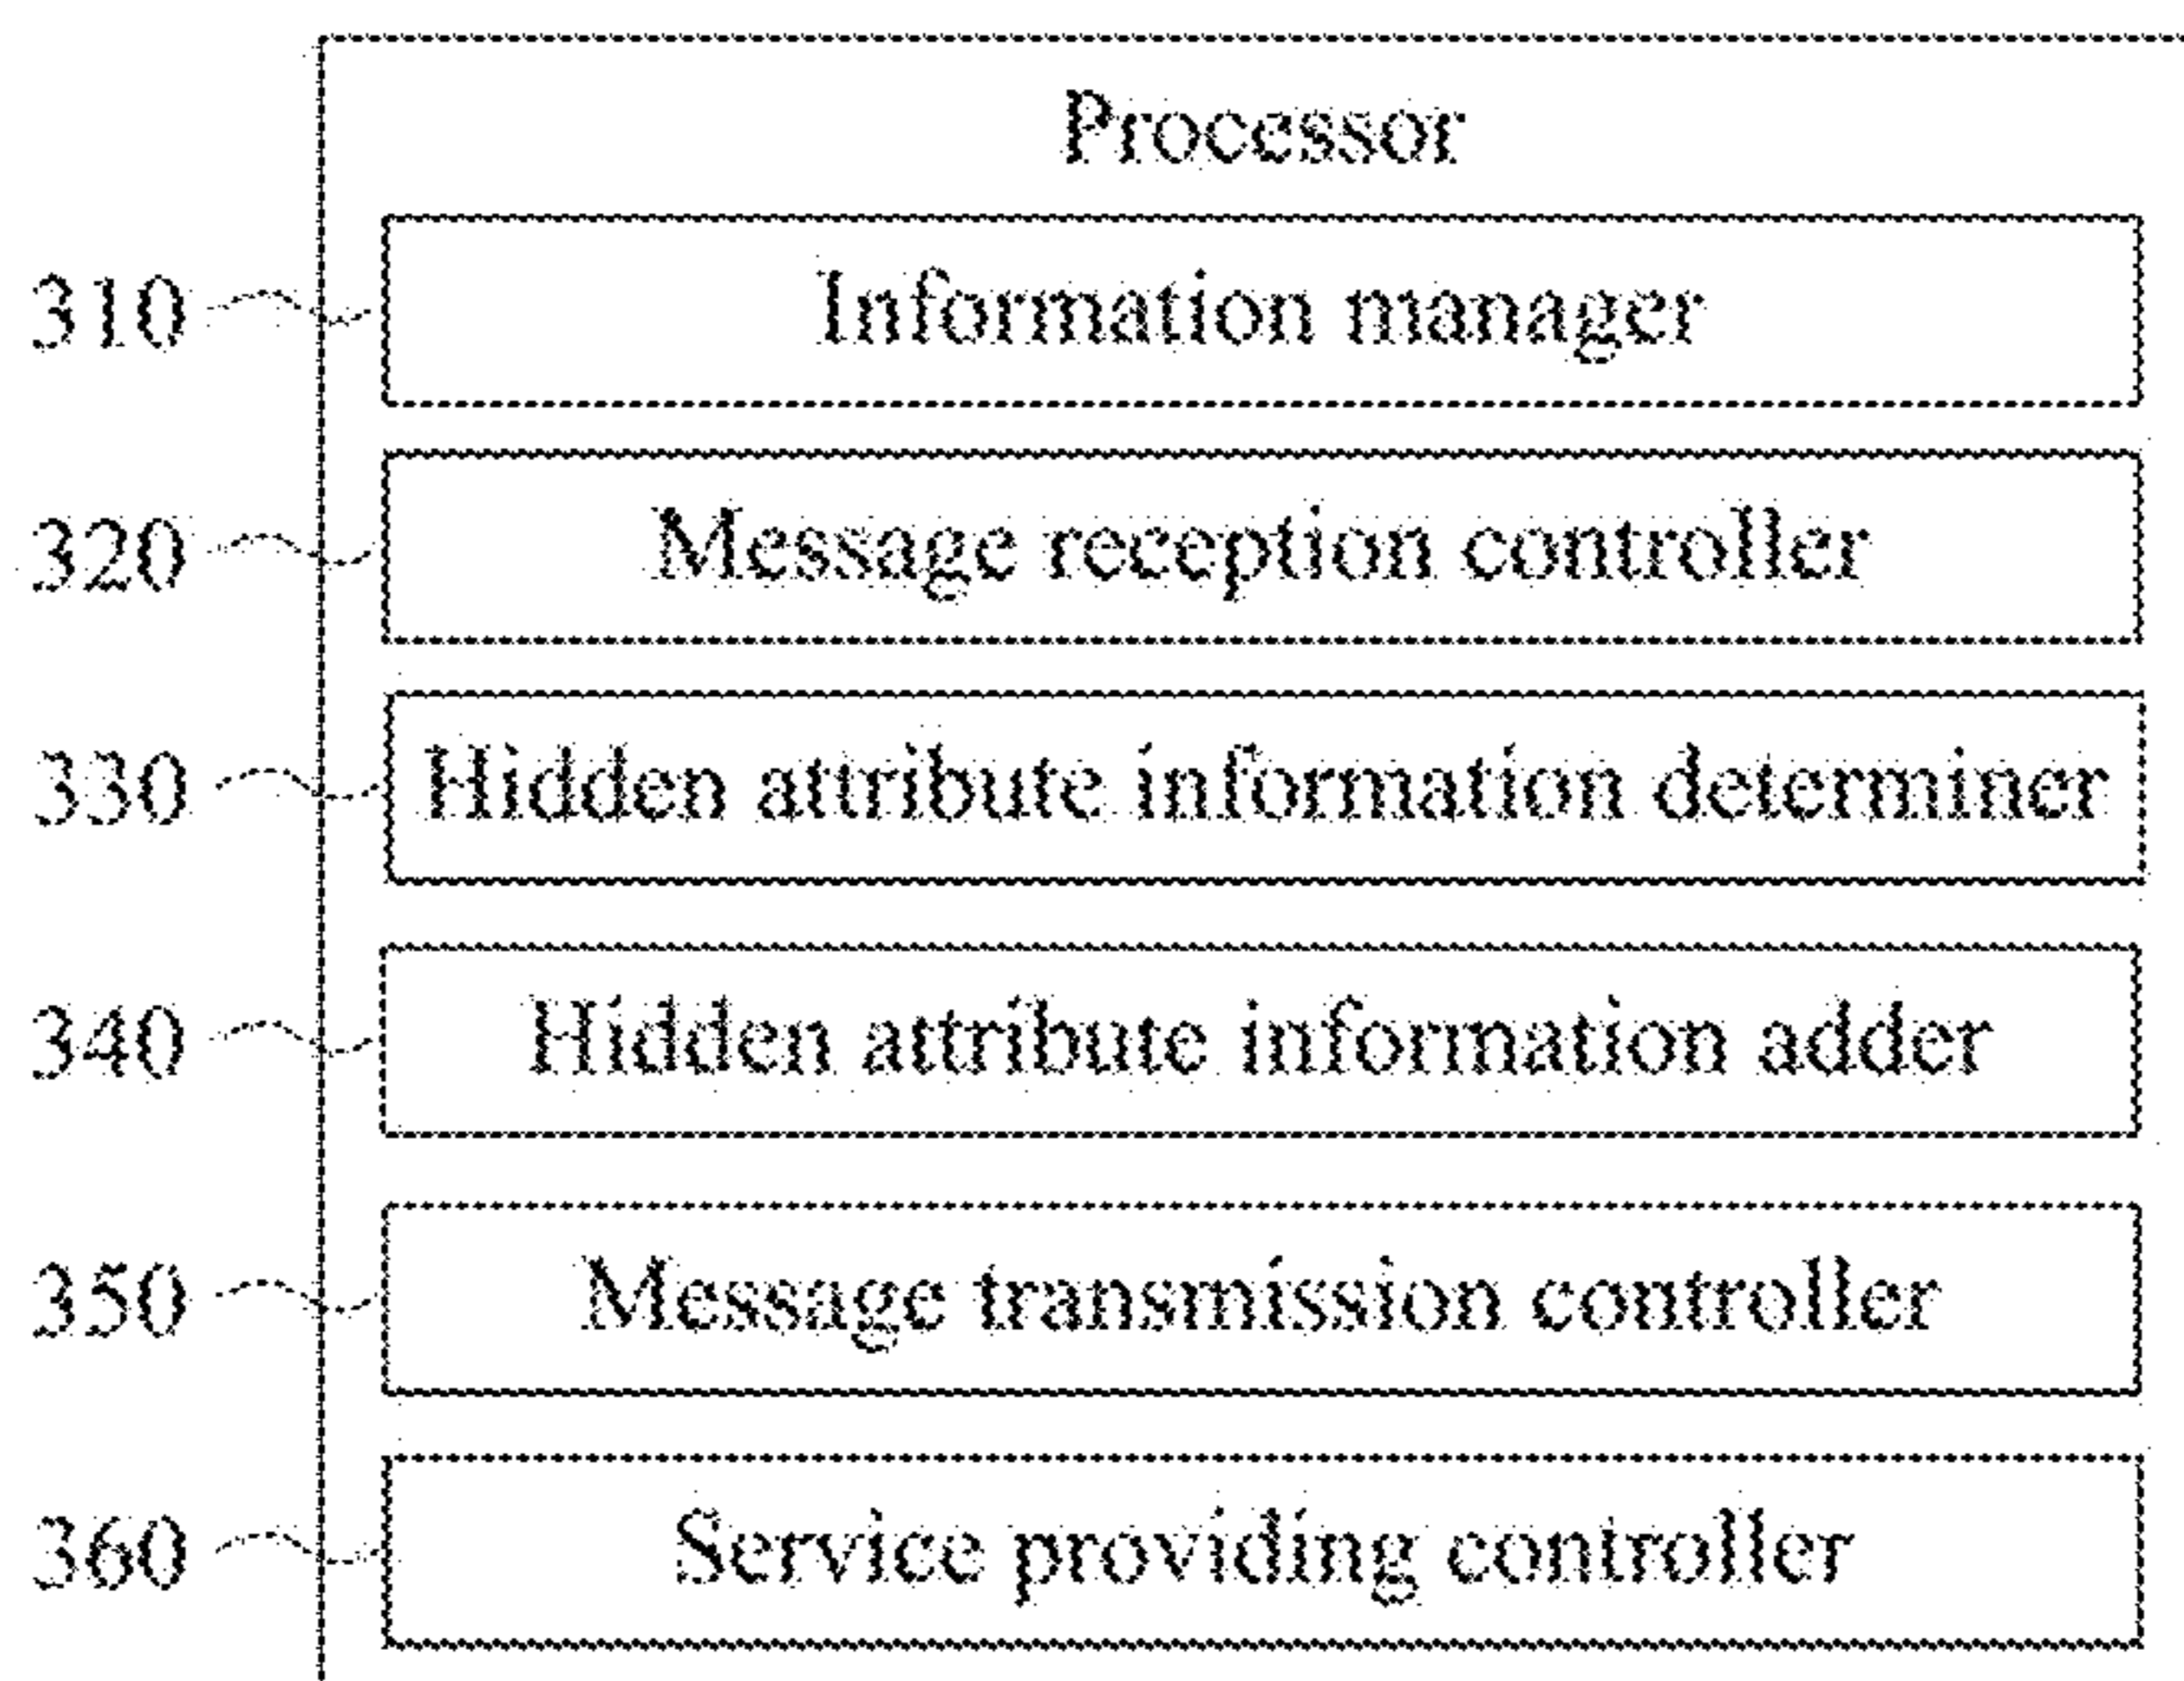 Processor
310 Information manager
320 Message reception controller
330 Hidden attribute information determiner
340 Hidden attribute information adder
350 Message transmission controller
360 Service providing controller